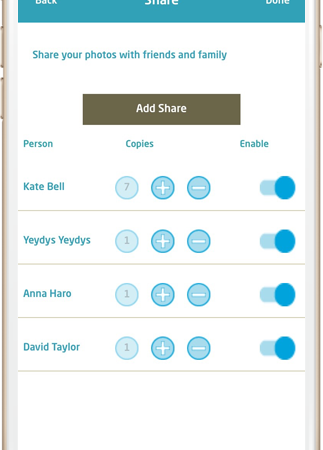 Back Share Done
Share your photos with friends and family
Add Share
Person Copies Enable
Kate Bell 7 + −
Yeydys Yeydys 1 + −
Anna Haro 1 + −
David Taylor 1 + −